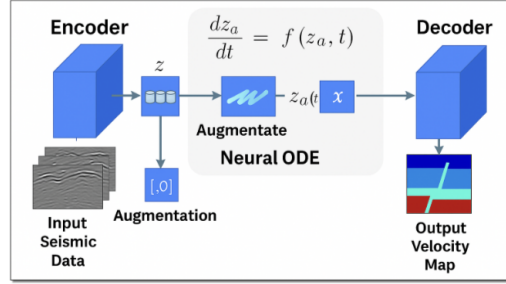 Encoder
dz_a/dt = f(z_a, t)
Decoder
z
z_a(t
x
Augmentate
Neural ODE
[,0]
Augmentation
Input
Seismic
Data
Output
Velocity
Map